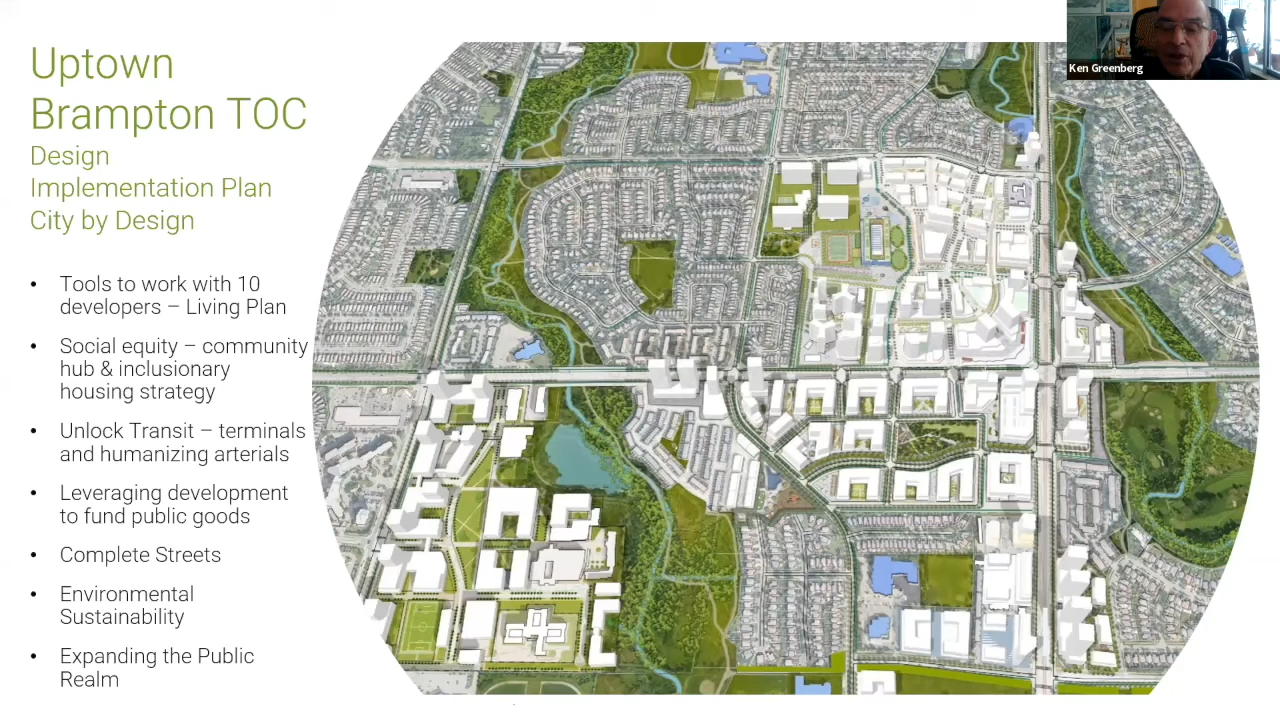 Uptown
Brampton TOC
Design
Implementation Plan
City by Design
• Tools to work with 10
developers – Living Plan
• Social equity – community
hub & inclusionary
housing strategy
• Unlock Transit – terminals
and humanizing arterials
• Leveraging development
to fund public goods
• Complete Streets
• Environmental
Sustainability
• Expanding the Public
Realm
Ken Greenberg